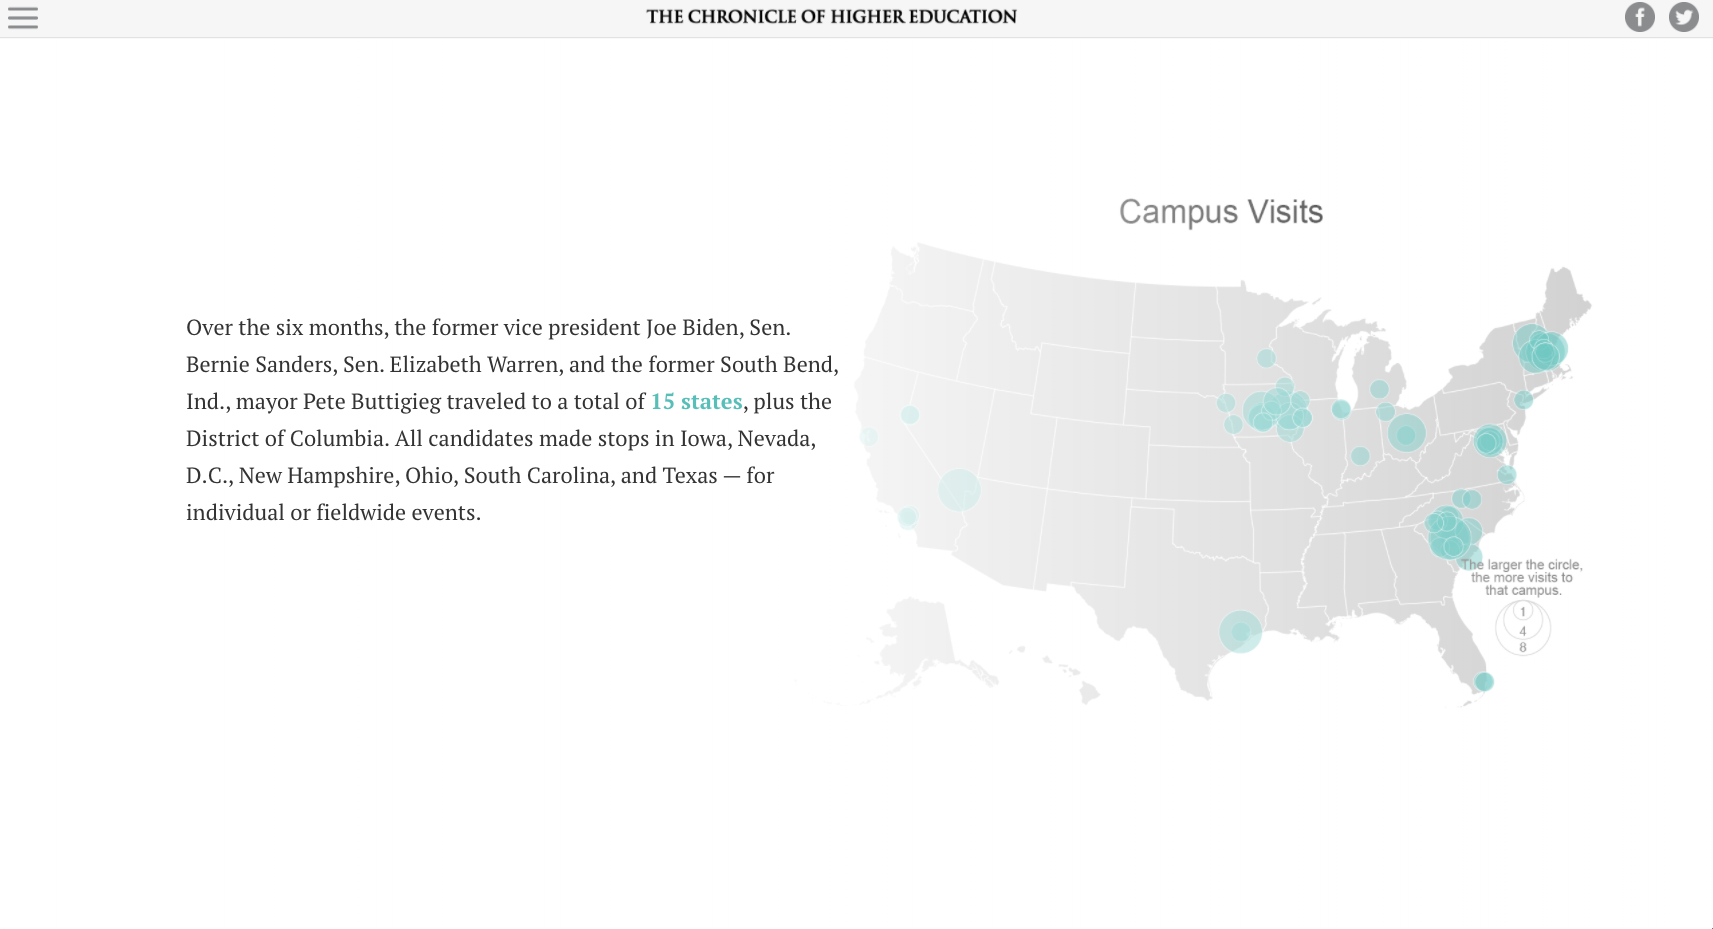 THE CHRONICLE OF HIGHER EDUCATION
Over the six months, the former vice president Joe Biden, Sen.
Bernie Sanders, Sen. Elizabeth Warren, and the former South Bend,
Ind., mayor Pete Buttigieg traveled to a total of 15 states, plus the
District of Columbia. All candidates made stops in Iowa, Nevada,
D.C., New Hampshire, Ohio, South Carolina, and Texas — for
individual or fieldwide events.
Campus Visits
The larger the circle,
the more visits to
that campus.
1
4
8